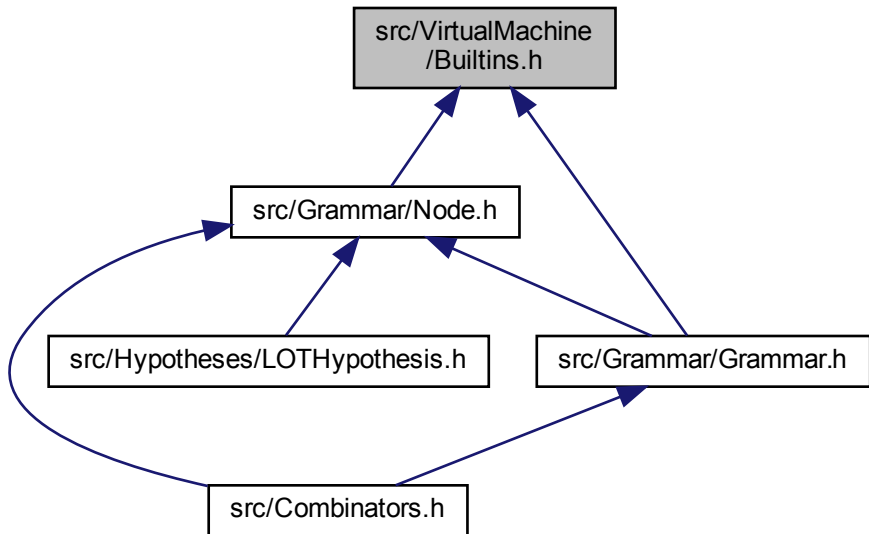 src/VirtualMachine
/Builtins.h
src/Grammar/Node.h
src/Hypotheses/LOTHypothesis.h
src/Grammar/Grammar.h
src/Combinators.h